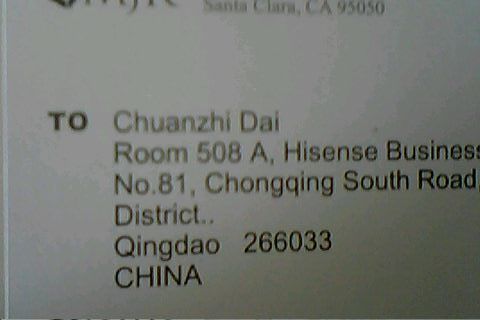 Santa Clara, CA 95050
TO Chuanzhi Dai
Room 508 A, Hisense Business
No.81, Chongqing South Road,
District..
Qingdao 266033
CHINA